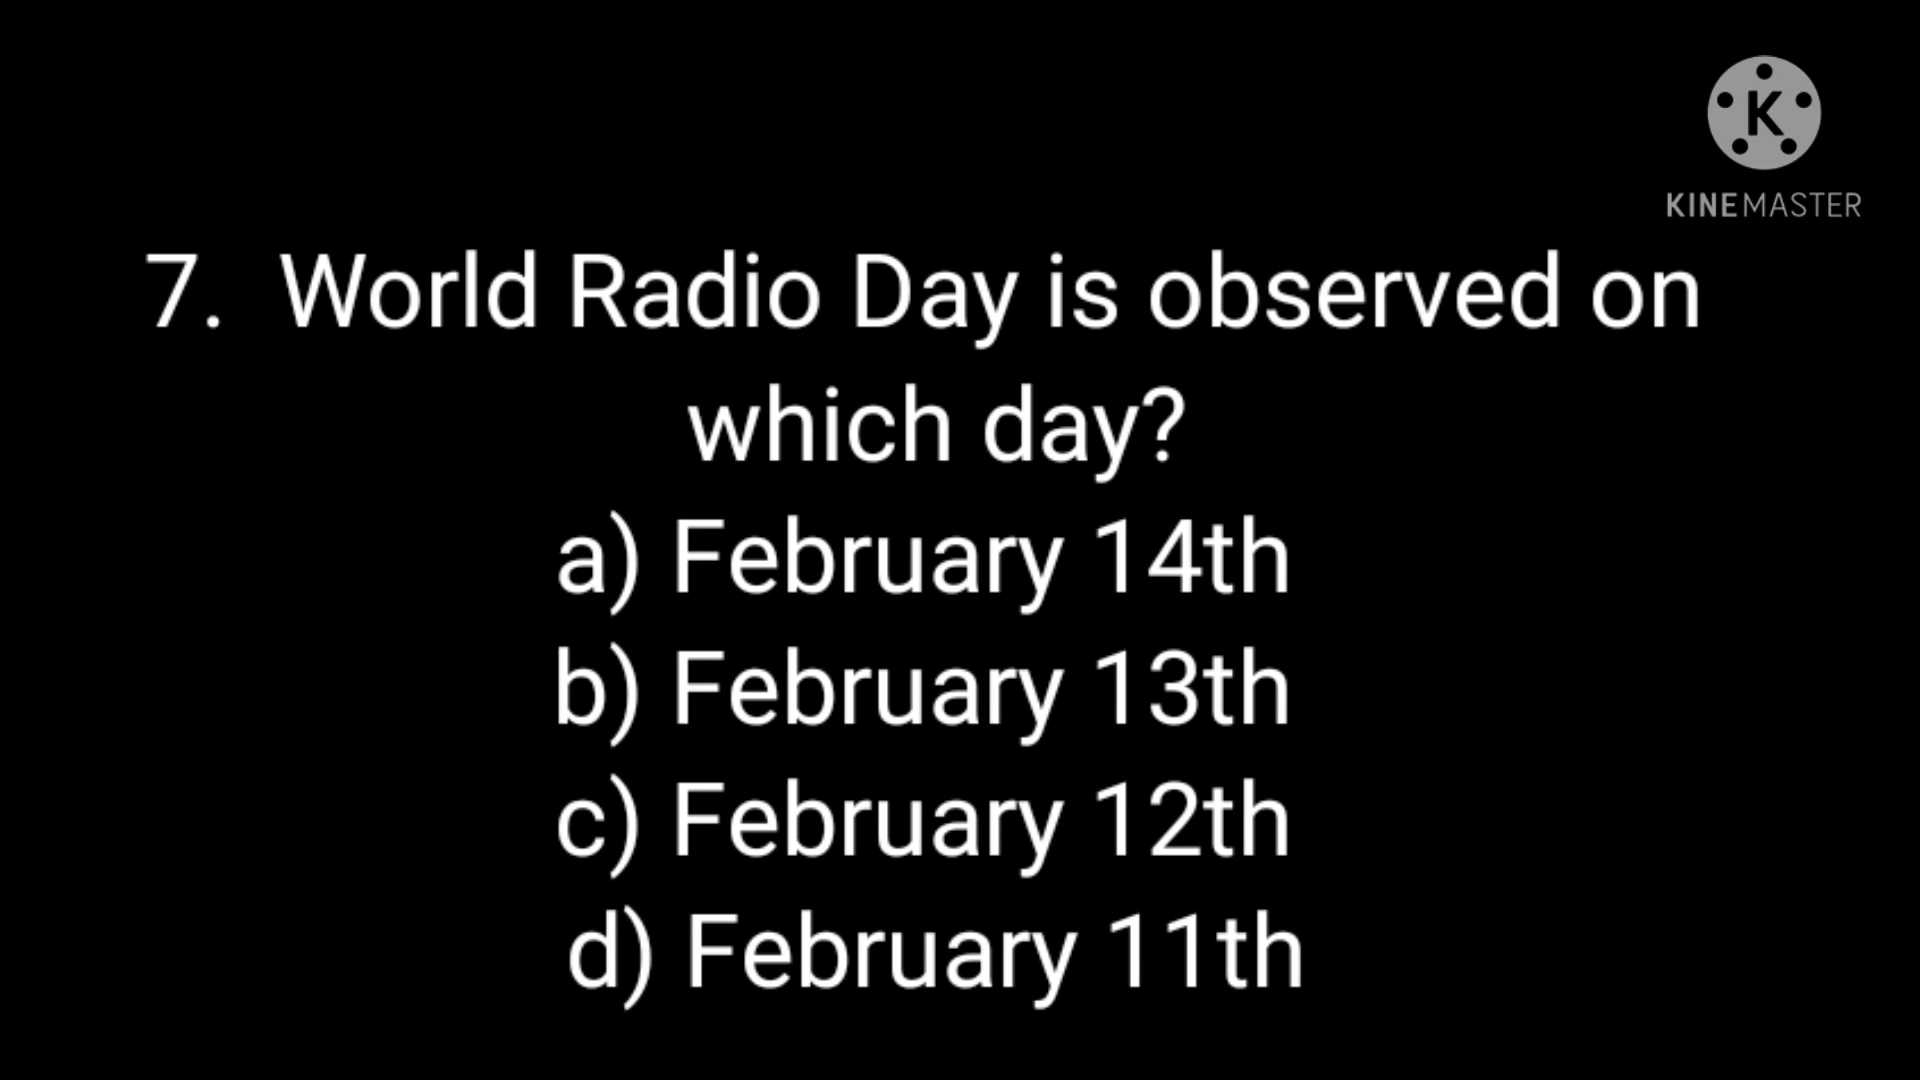 K
KINEMASTER
7. World Radio Day is observed on
which day?
a) February 14th
b) February 13th
c) February 12th
d) February 11th